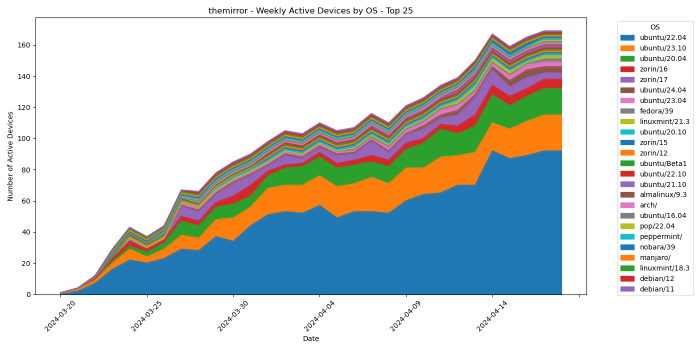 themirror - Weekly Active Devices by OS - Top 25
Number of Active Devices
160
140
120
100
80
60
40
20
0
2024-03-20
2024-03-25
2024-03-30
2024-04-04
2024-04-09
2024-04-14
Date
OS
ubuntu/22.04
ubuntu/23.10
ubuntu/20.04
zorin/16
zorin/17
ubuntu/24.04
ubuntu/23.04
fedora/39
linuxmint/21.3
ubuntu/20.10
zorin/15
zorin/12
ubuntu/Beta1
ubuntu/22.10
ubuntu/21.10
almalinux/9.3
arch/
ubuntu/16.04
pop/22.04
peppermint/
nobara/39
manjaro/
linuxmint/18.3
debian/12
debian/11